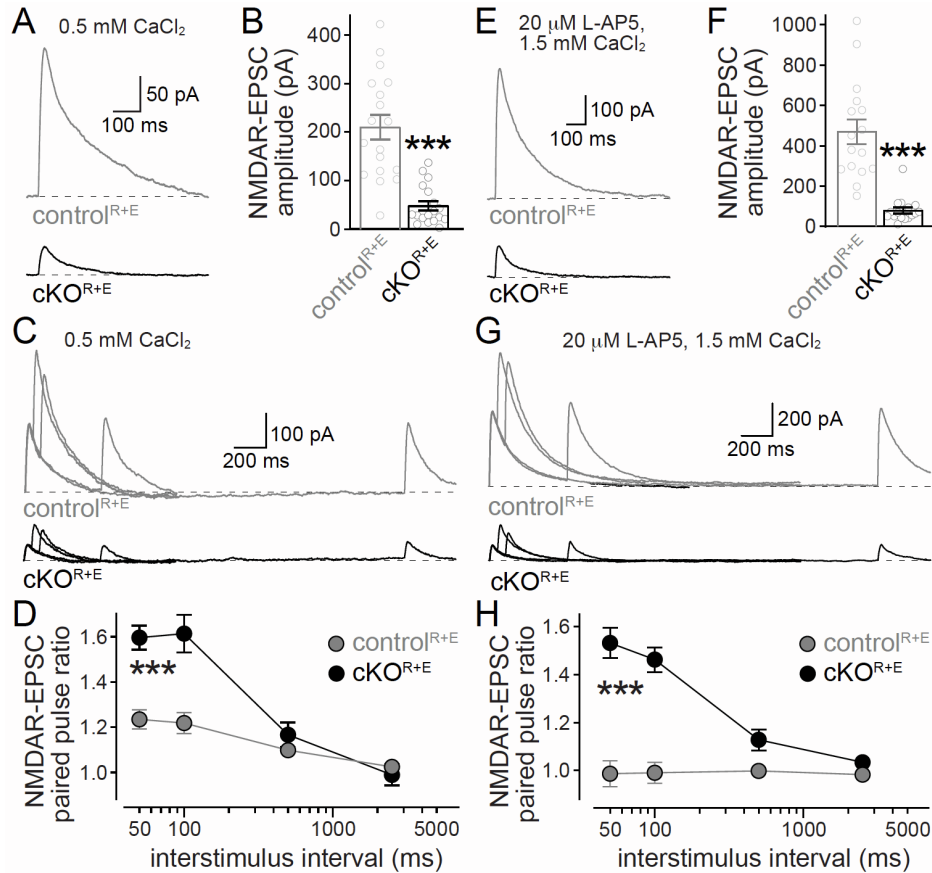 A
0.5 mM CaCl₂
50 pA
100 ms
controlᴿ⁺ᴱ
cKOᴿ⁺ᴱ
B
NMDAR-EPSC
amplitude (pA)
400
300
200
100
0
***
controlᴿ⁺ᴱ
cKOᴿ⁺ᴱ
E
20 μM L-AP5,
1.5 mM CaCl₂
100 pA
100 ms
controlᴿ⁺ᴱ
cKOᴿ⁺ᴱ
F
NMDAR-EPSC
amplitude (pA)
1000
800
600
400
200
0
***
controlᴿ⁺ᴱ
cKOᴿ⁺ᴱ
C
0.5 mM CaCl₂
100 pA
200 ms
controlᴿ⁺ᴱ
cKOᴿ⁺ᴱ
G
20 μM L-AP5, 1.5 mM CaCl₂
200 pA
200 ms
controlᴿ⁺ᴱ
cKOᴿ⁺ᴱ
D
NMDAR-EPSC
paired pulse ratio
1.6
1.4
1.2
1.0
***
controlᴿ⁺ᴱ
cKOᴿ⁺ᴱ
50 100 1000 5000
interstimulus interval (ms)
H
NMDAR-EPSC
paired pulse ratio
1.6
1.4
1.2
1.0
***
controlᴿ⁺ᴱ
cKOᴿ⁺ᴱ
50 100 1000 5000
interstimulus interval (ms)